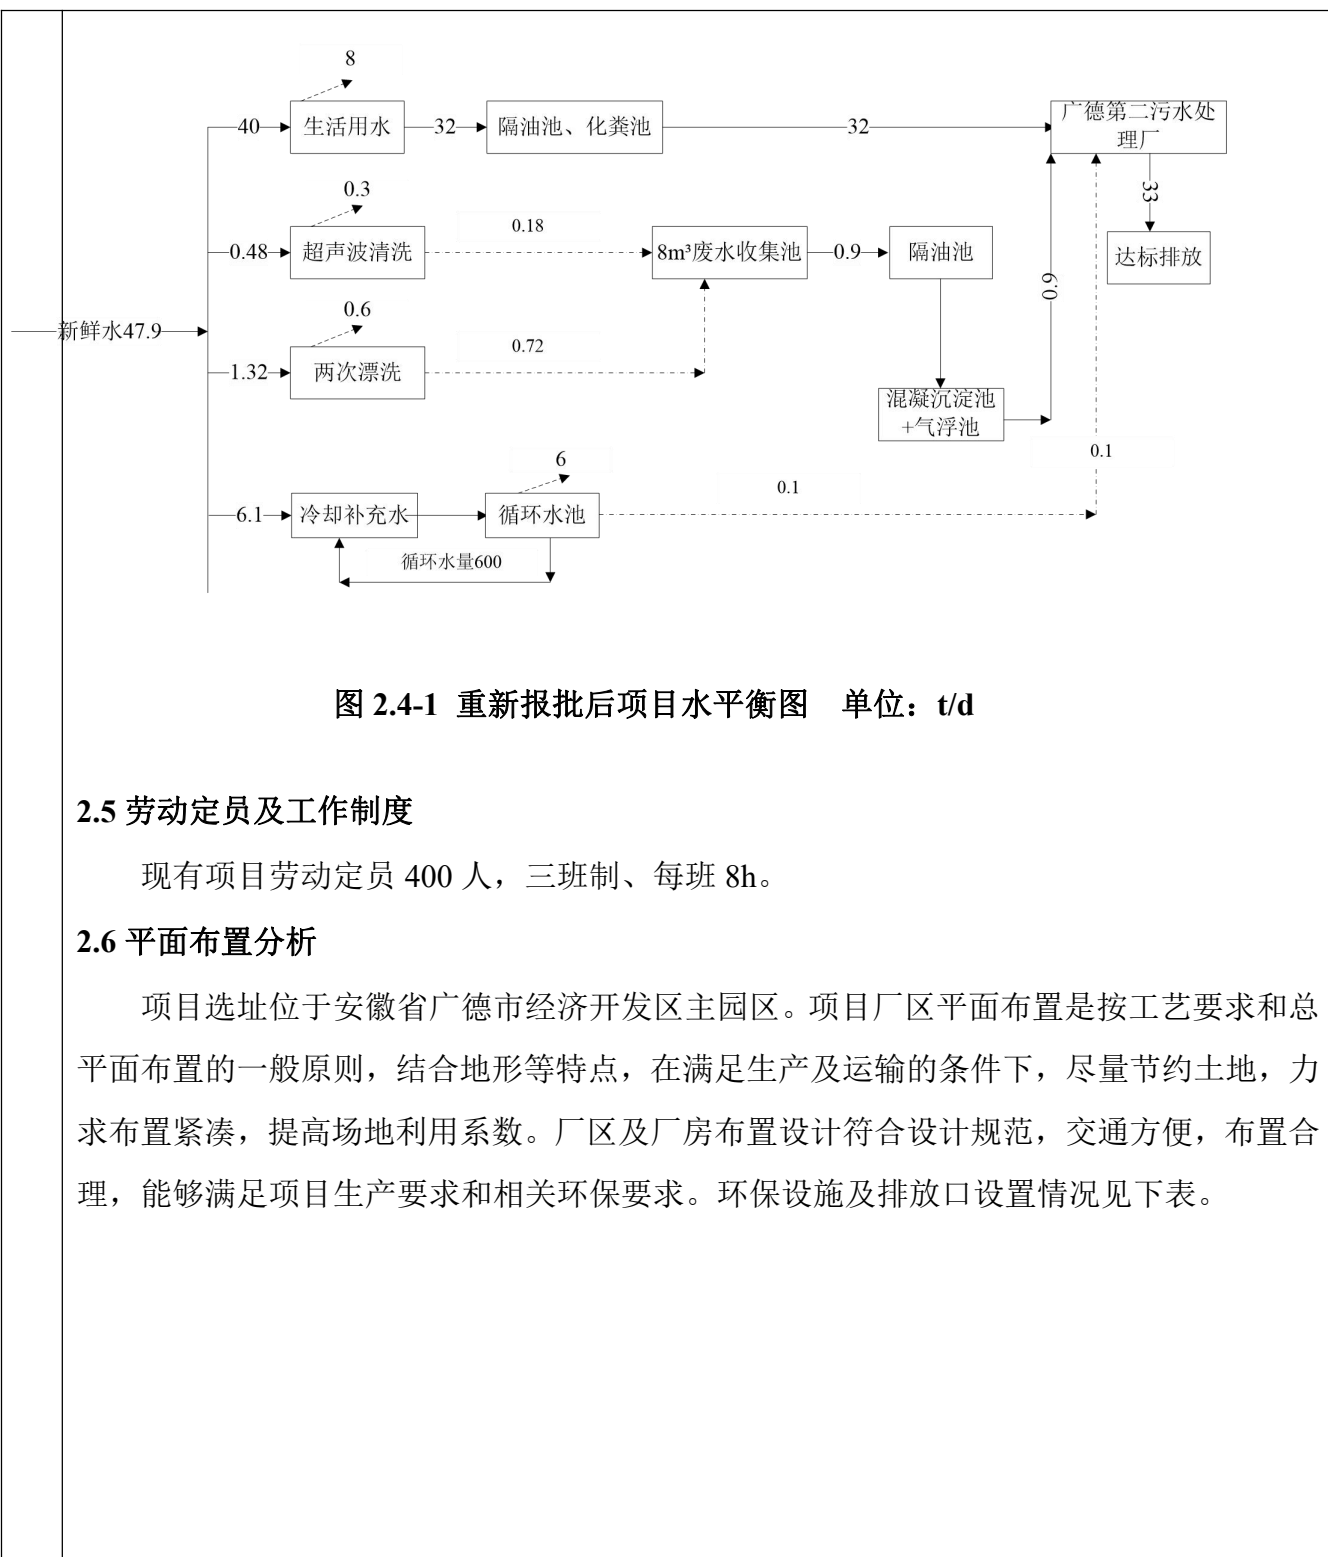 8
40
生活用水
32
隔油池、化粪池
32
广德第二污水处
理厂
33
达标排放
0.3
0.48
超声波清洗
0.18
8m³废水收集池
0.9
隔油池
0.9
新鲜水47.9
0.6
1.32
两次漂洗
0.72
混凝沉淀池
+气浮池
0.1
6
6.1
冷却补充水
循环水池
0.1
循环水量600
图 2.4-1 重新报批后项目水平衡图 单位：t/d
2.5 劳动定员及工作制度
现有项目劳动定员 400 人，三班制、每班 8h。
2.6 平面布置分析
项目选址位于安徽省广德市经济开发区主园区。项目厂区平面布置是按工艺要求和总
平面布置的一般原则，结合地形等特点，在满足生产及运输的条件下，尽量节约土地，力
求布置紧凑，提高场地利用系数。厂区及厂房布置设计符合设计规范，交通方便，布置合
理，能够满足项目生产要求和相关环保要求。环保设施及排放口设置情况见下表。